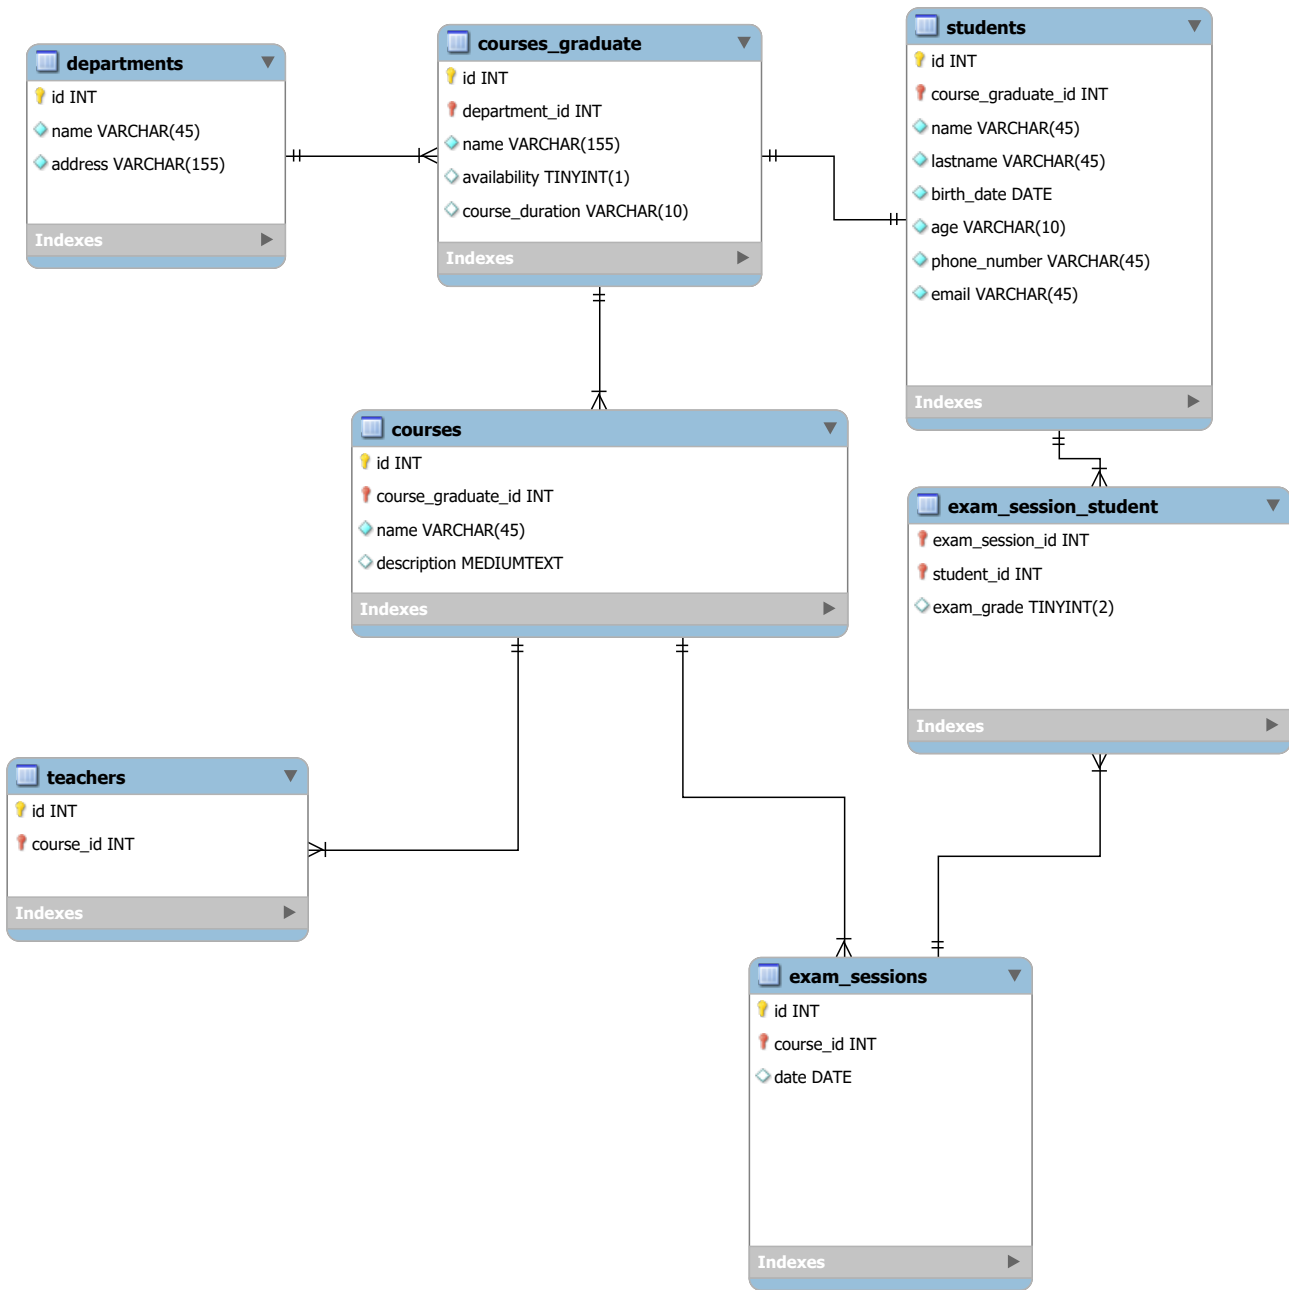 departments
id INT
name VARCHAR(45)
address VARCHAR(155)
Indexes
courses_graduate
id INT
department_id INT
name VARCHAR(155)
availability TINYINT(1)
course_duration VARCHAR(10)
Indexes
students
id INT
course_graduate_id INT
name VARCHAR(45)
lastname VARCHAR(45)
birth_date DATE
age VARCHAR(10)
phone_number VARCHAR(45)
email VARCHAR(45)
Indexes
courses
id INT
course_graduate_id INT
name VARCHAR(45)
description MEDIUMTEXT
Indexes
exam_session_student
exam_session_id INT
student_id INT
exam_grade TINYINT(2)
Indexes
teachers
id INT
course_id INT
Indexes
exam_sessions
id INT
course_id INT
date DATE
Indexes